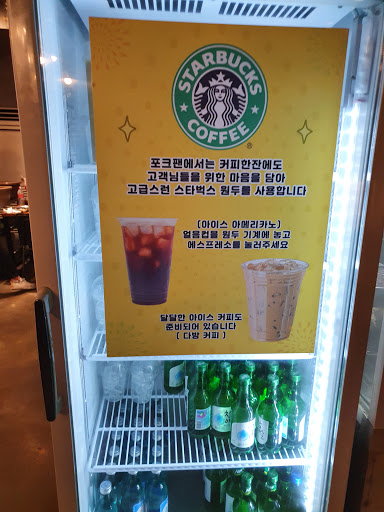 STARBUCKS
COFFEE
포크팬에서는 커피한잔에도
고객님들을 위한 마음을 담아
고급스런 스타벅스 원두를 사용합니다
(아이스 아메리카노)
얼음컵을 원두 기계에 놓고
에스프레소를 눌러주세요
달달한 아이스 커피도
준비되어 있습니다
( 다방 커피 )